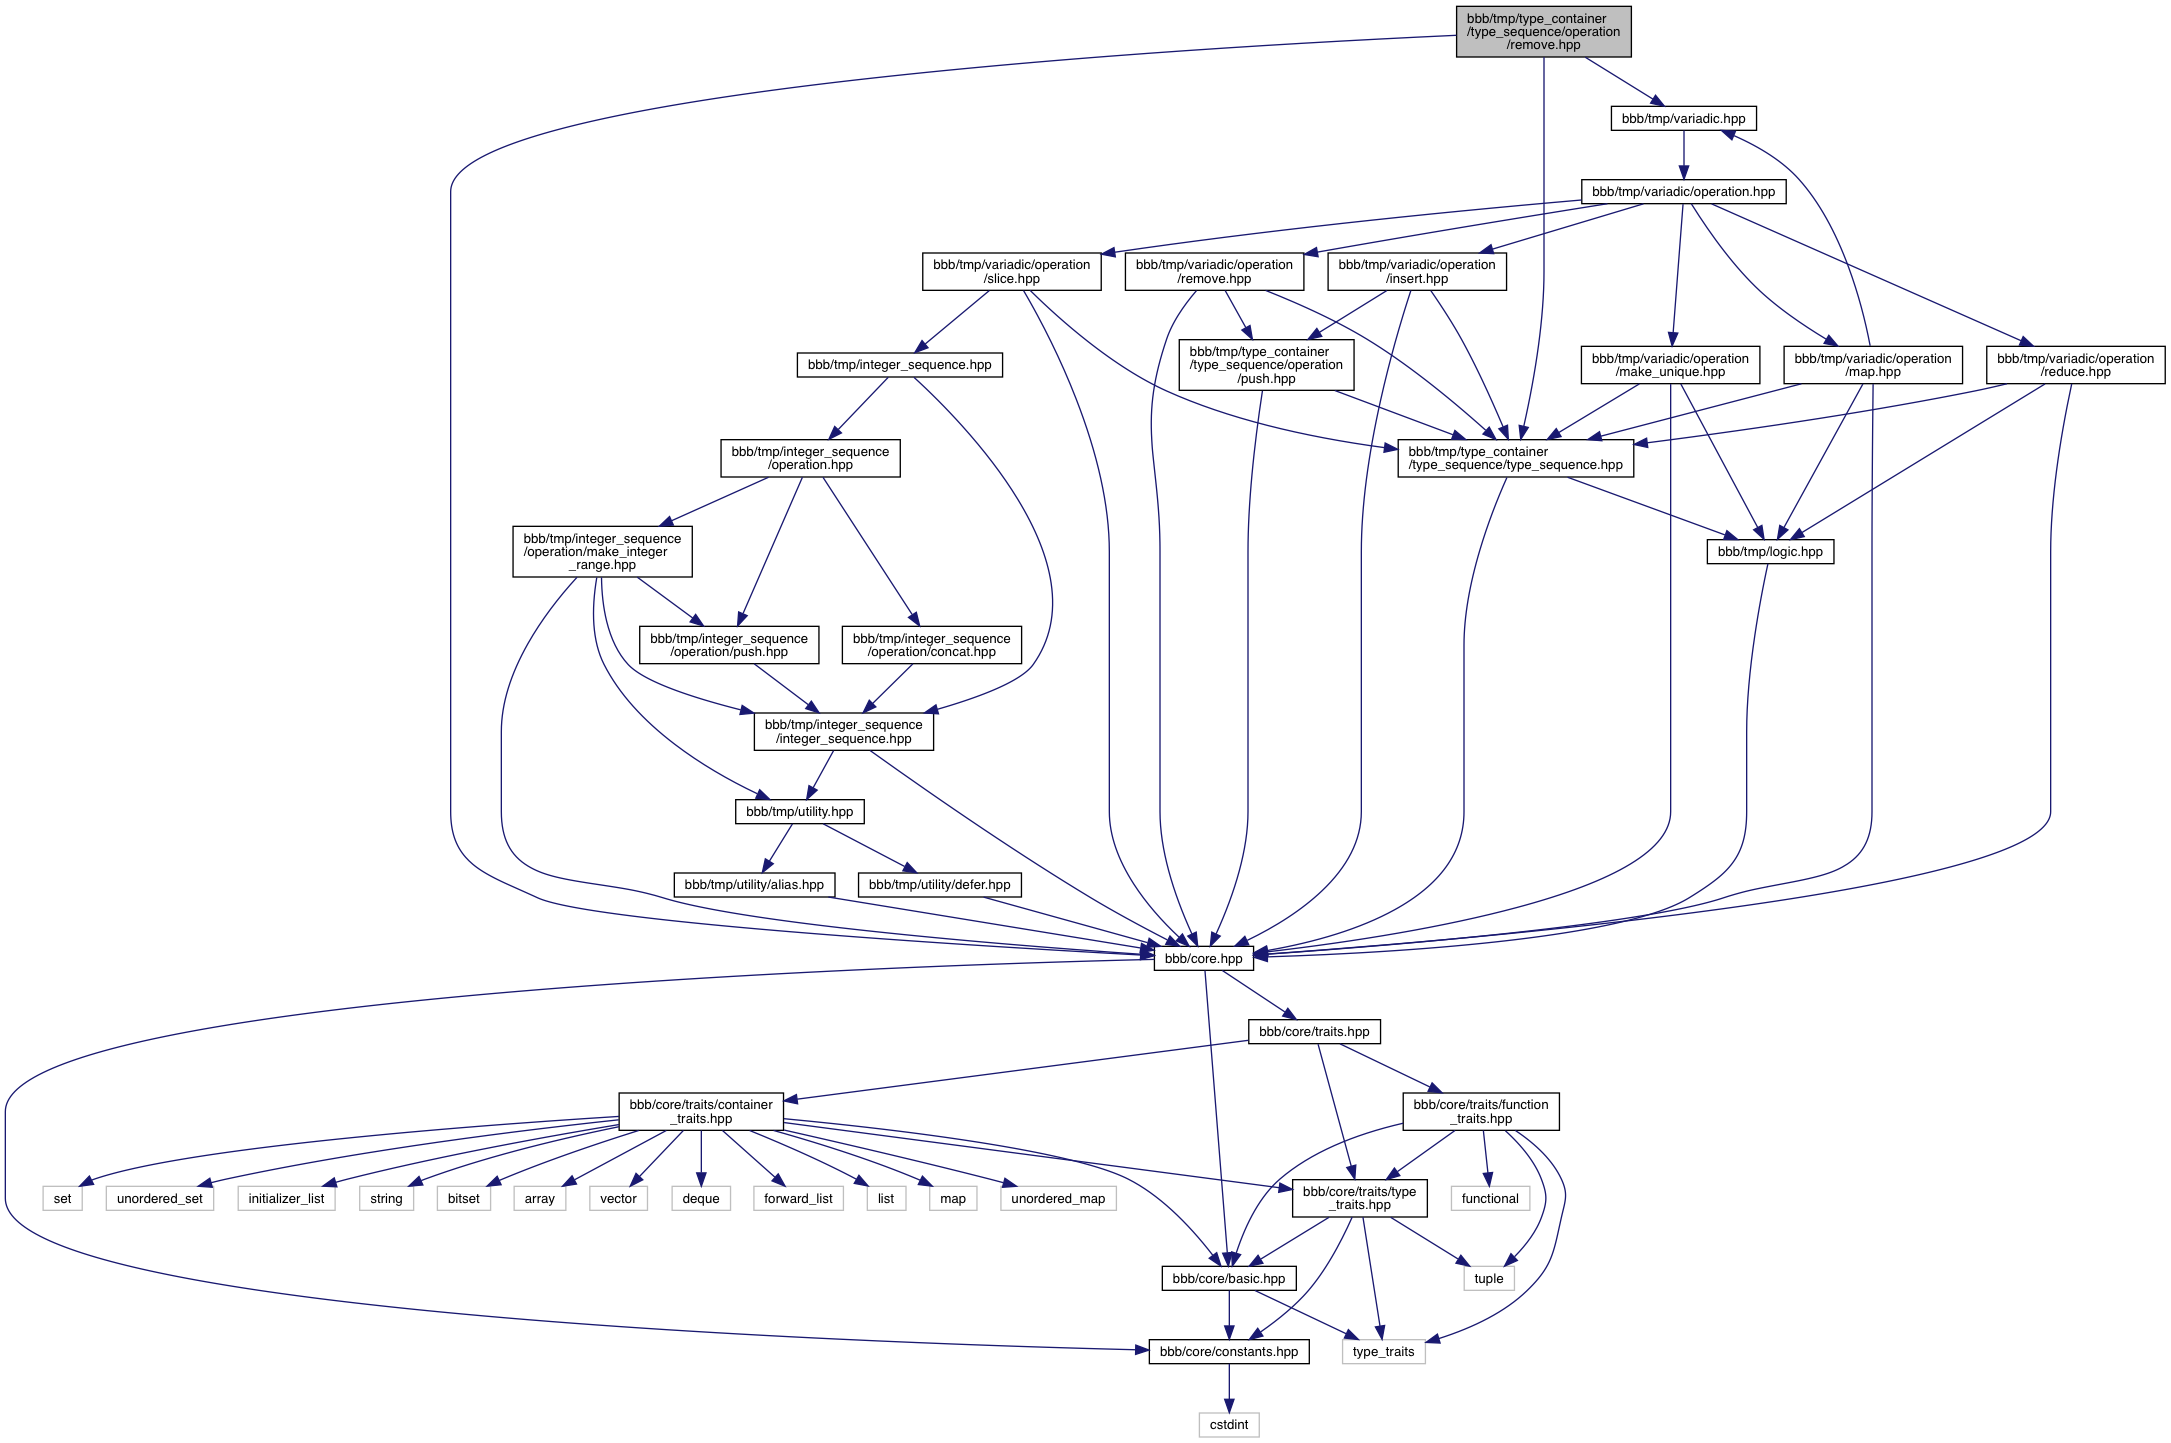 bbb/tmp/type_container
/type_sequence/operation
/remove.hpp
bbb/tmp/variadic.hpp
bbb/tmp/variadic/operation.hpp
bbb/tmp/variadic/operation
/slice.hpp
bbb/tmp/variadic/operation
/remove.hpp
bbb/tmp/variadic/operation
/insert.hpp
bbb/tmp/integer_sequence.hpp
bbb/tmp/type_container
/type_sequence/operation
/push.hpp
bbb/tmp/variadic/operation
/make_unique.hpp
bbb/tmp/variadic/operation
/map.hpp
bbb/tmp/variadic/operation
/reduce.hpp
bbb/tmp/integer_sequence
/operation.hpp
bbb/tmp/type_container
/type_sequence/type_sequence.hpp
bbb/tmp/integer_sequence
/operation/make_integer
_range.hpp
bbb/tmp/logic.hpp
bbb/tmp/integer_sequence
/operation/push.hpp
bbb/tmp/integer_sequence
/operation/concat.hpp
bbb/tmp/integer_sequence
/integer_sequence.hpp
bbb/tmp/utility.hpp
bbb/tmp/utility/alias.hpp
bbb/tmp/utility/defer.hpp
bbb/core.hpp
bbb/core/traits.hpp
bbb/core/traits/container
_traits.hpp
bbb/core/traits/function
_traits.hpp
set
unordered_set
initializer_list
string
bitset
array
vector
deque
forward_list
list
map
unordered_map
bbb/core/traits/type
_traits.hpp
functional
bbb/core/basic.hpp
tuple
bbb/core/constants.hpp
type_traits
cstdint